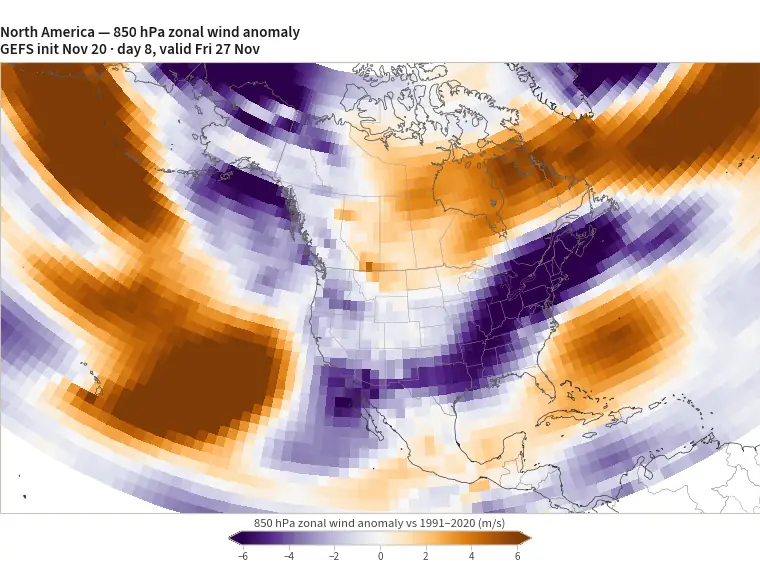 North America — 850 hPa zonal wind anomaly
GEFS init Nov 20 · day 8, valid Fri 27 Nov
850 hPa zonal wind anomaly vs 1991–2020 (m/s)
−6 −4 −2 0 2 4 6